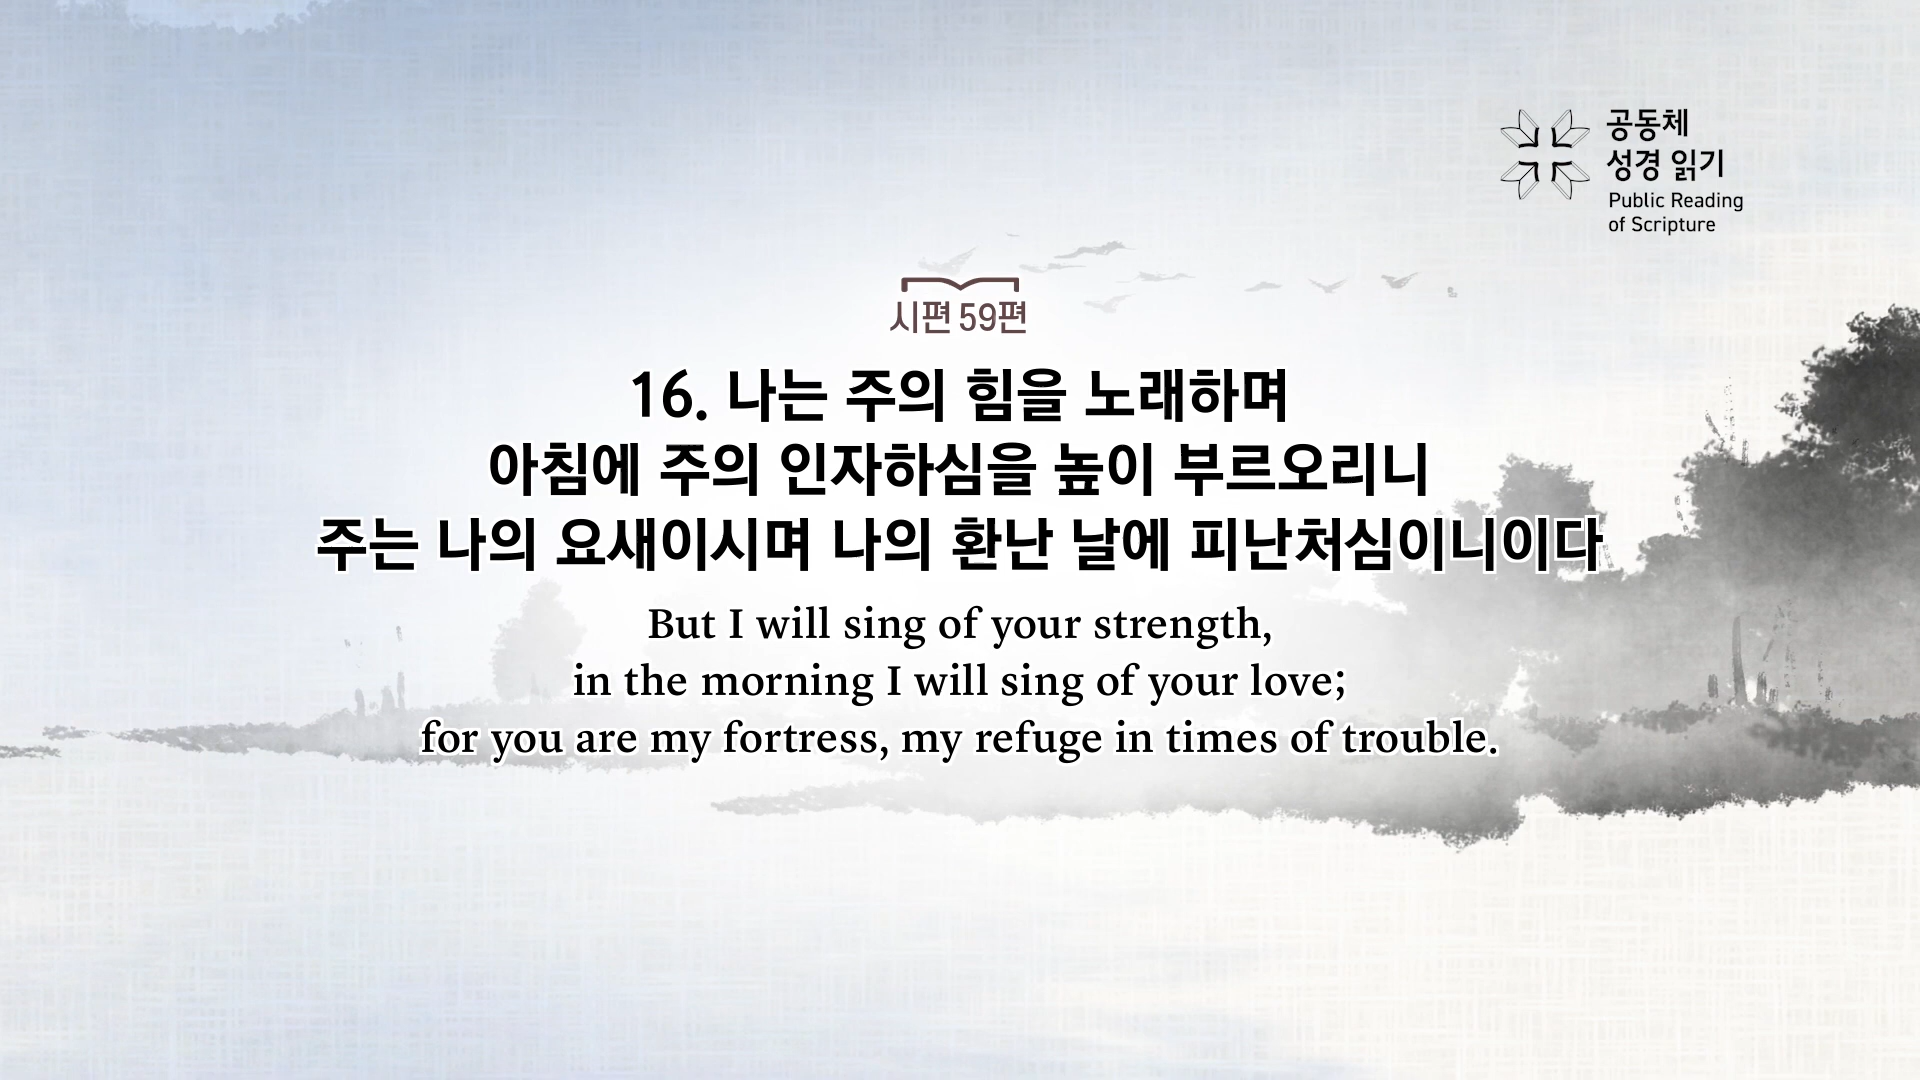 공동체
성경 읽기
Public Reading
of Scripture
시편 59편
16. 나는 주의 힘을 노래하며
아침에 주의 인자하심을 높이 부르오리니
주는 나의 요새이시며 나의 환난 날에 피난처심이니이다
But I will sing of your strength,
in the morning I will sing of your love;
for you are my fortress, my refuge in times of trouble.